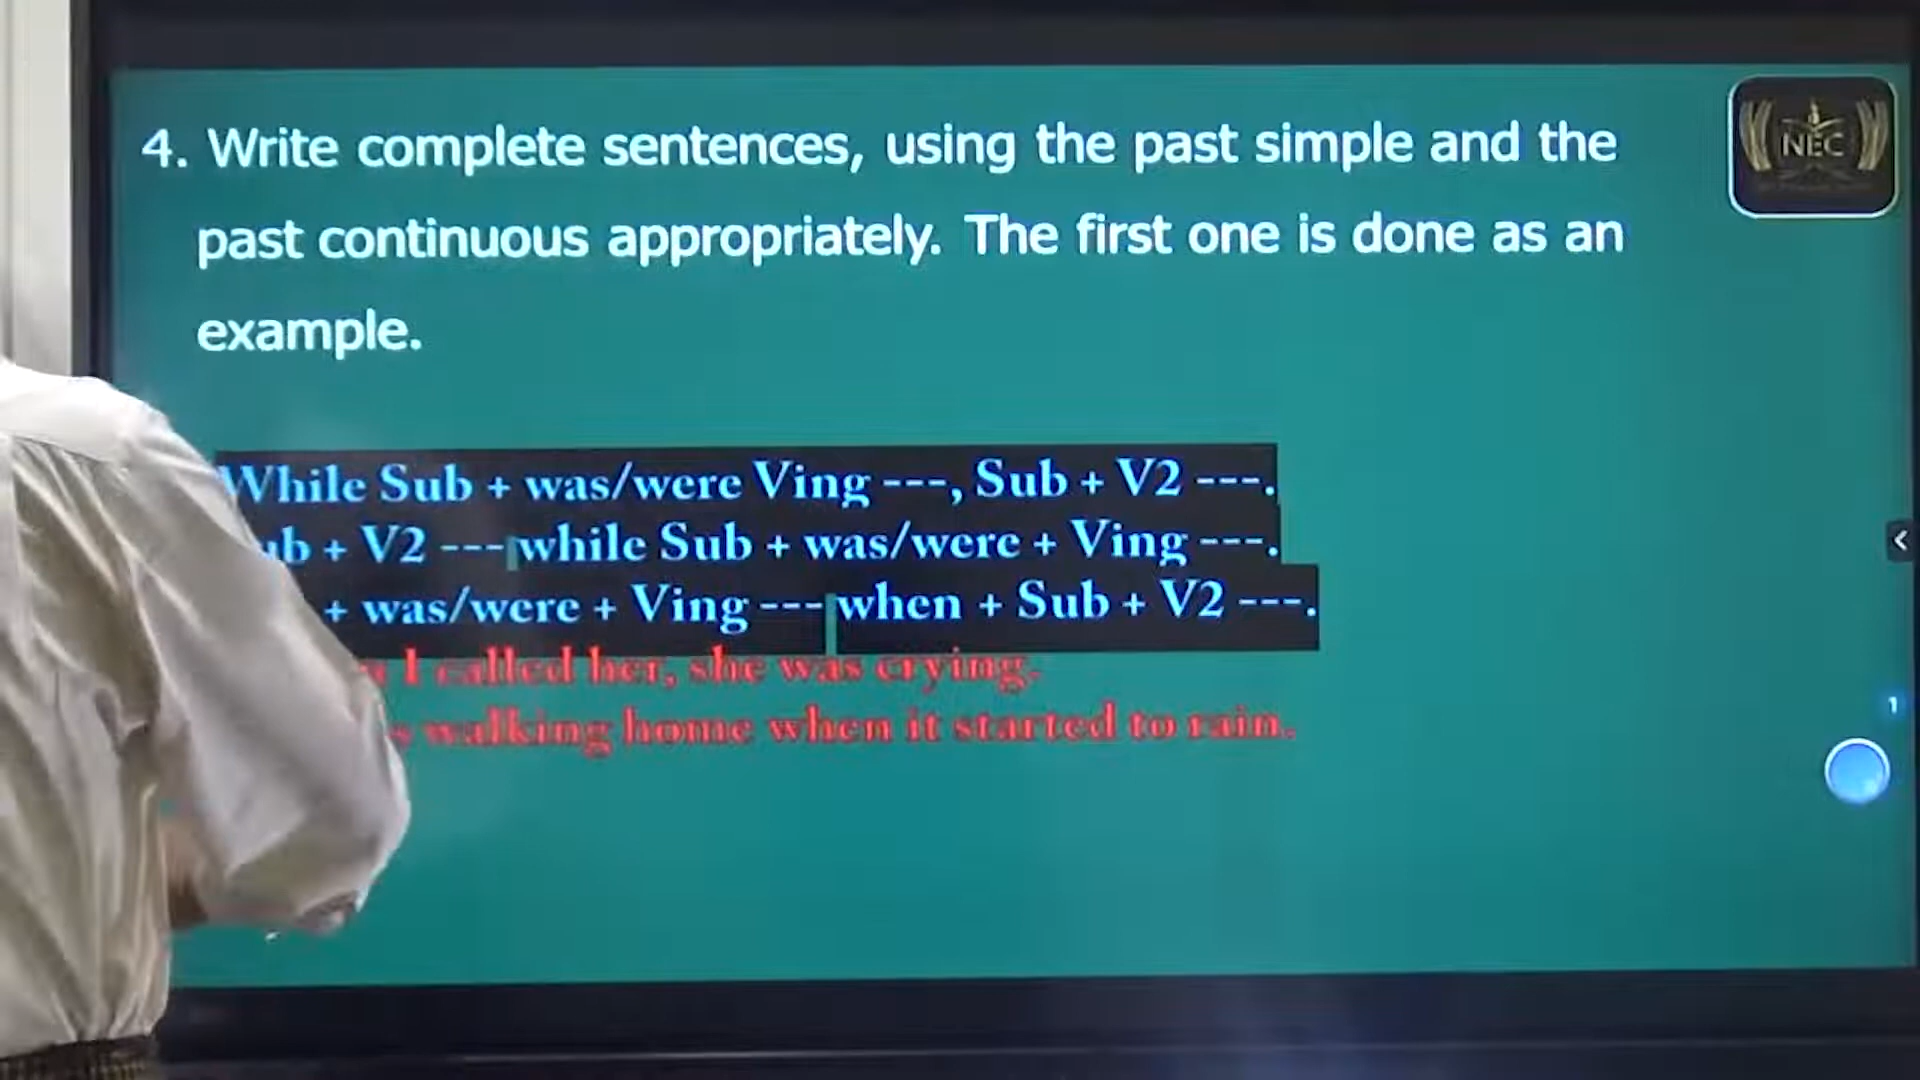 4. Write complete sentences, using the past simple and the
past continuous appropriately. The first one is done as an
example.
NEC
While Sub + was/were Ving ---, Sub + V2 ---.
ub + V2 --- while Sub + was/were + Ving ---.
+ was/were + Ving --- when + Sub + V2 ---.
I called her, she was crying.
walking home when it started to rain.
1